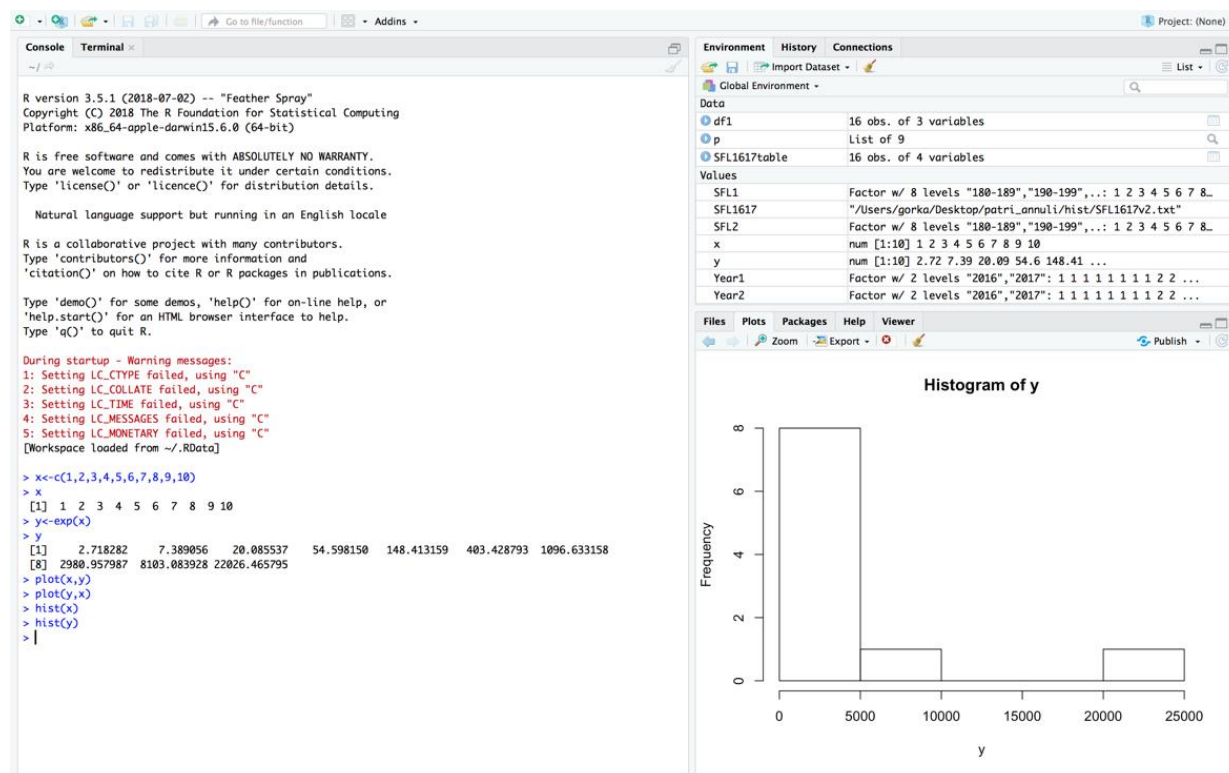 Go to file/function
Addins
Project: (None)
Console Terminal
~/
R version 3.5.1 (2018-07-02) -- "Feather Spray"
Copyright (C) 2018 The R Foundation for Statistical Computing
Platform: x86_64-apple-darwin15.6.0 (64-bit)
R is free software and comes with ABSOLUTELY NO WARRANTY.
You are welcome to redistribute it under certain conditions.
Type 'license()' or 'licence()' for distribution details.
Natural language support but running in an English locale
R is a collaborative project with many contributors.
Type 'contributors()' for more information and
'citation()' on how to cite R or R packages in publications.
Type 'demo()' for some demos, 'help()' for on-line help, or
'help.start()' for an HTML browser interface to help.
Type 'q()' to quit R.
During startup - Warning messages:
1: Setting LC_CTYPE failed, using "C"
2: Setting LC_COLLATE failed, using "C"
3: Setting LC_TIME failed, using "C"
4: Setting LC_MESSAGES failed, using "C"
5: Setting LC_MONETARY failed, using "C"
[Workspace loaded from ~/.RData]
> x<-c(1,2,3,4,5,6,7,8,9,10)
> x
[1] 1 2 3 4 5 6 7 8 9 10
> y<-exp(x)
> y
[1] 2.718282 7.389056 20.085537 54.598150 148.413159 403.428793 1096.633158
[8] 2980.957987 8103.083928 22026.465795
> plot(x,y)
> plot(y,x)
> hist(x)
> hist(y)
>
Environment History Connections
Import Dataset
List
Global Environment
Data
df1 16 obs. of 3 variables
p List of 9
SFL1617table 16 obs. of 4 variables
Values
SFL1 Factor w/ 8 levels "180-189","190-199",..: 1 2 3 4 5 6 7 8…
SFL1617 "/Users/gorka/Desktop/patri_annuli/hist/SFL1617v2.txt"
SFL2 Factor w/ 8 levels "180-189","190-199",..: 1 2 3 4 5 6 7 8…
x num [1:10] 1 2 3 4 5 6 7 8 9 10
y num [1:10] 2.72 7.39 20.09 54.6 148.41 ...
Year1 Factor w/ 2 levels "2016","2017": 1 1 1 1 1 1 1 1 2 2 ...
Year2 Factor w/ 2 levels "2016","2017": 1 1 1 1 1 1 1 1 2 2 ...
Files Plots Packages Help Viewer
Zoom Export
Publish
Histogram of y
Frequency
8
6
4
2
0
0 5000 10000 15000 20000 25000
y